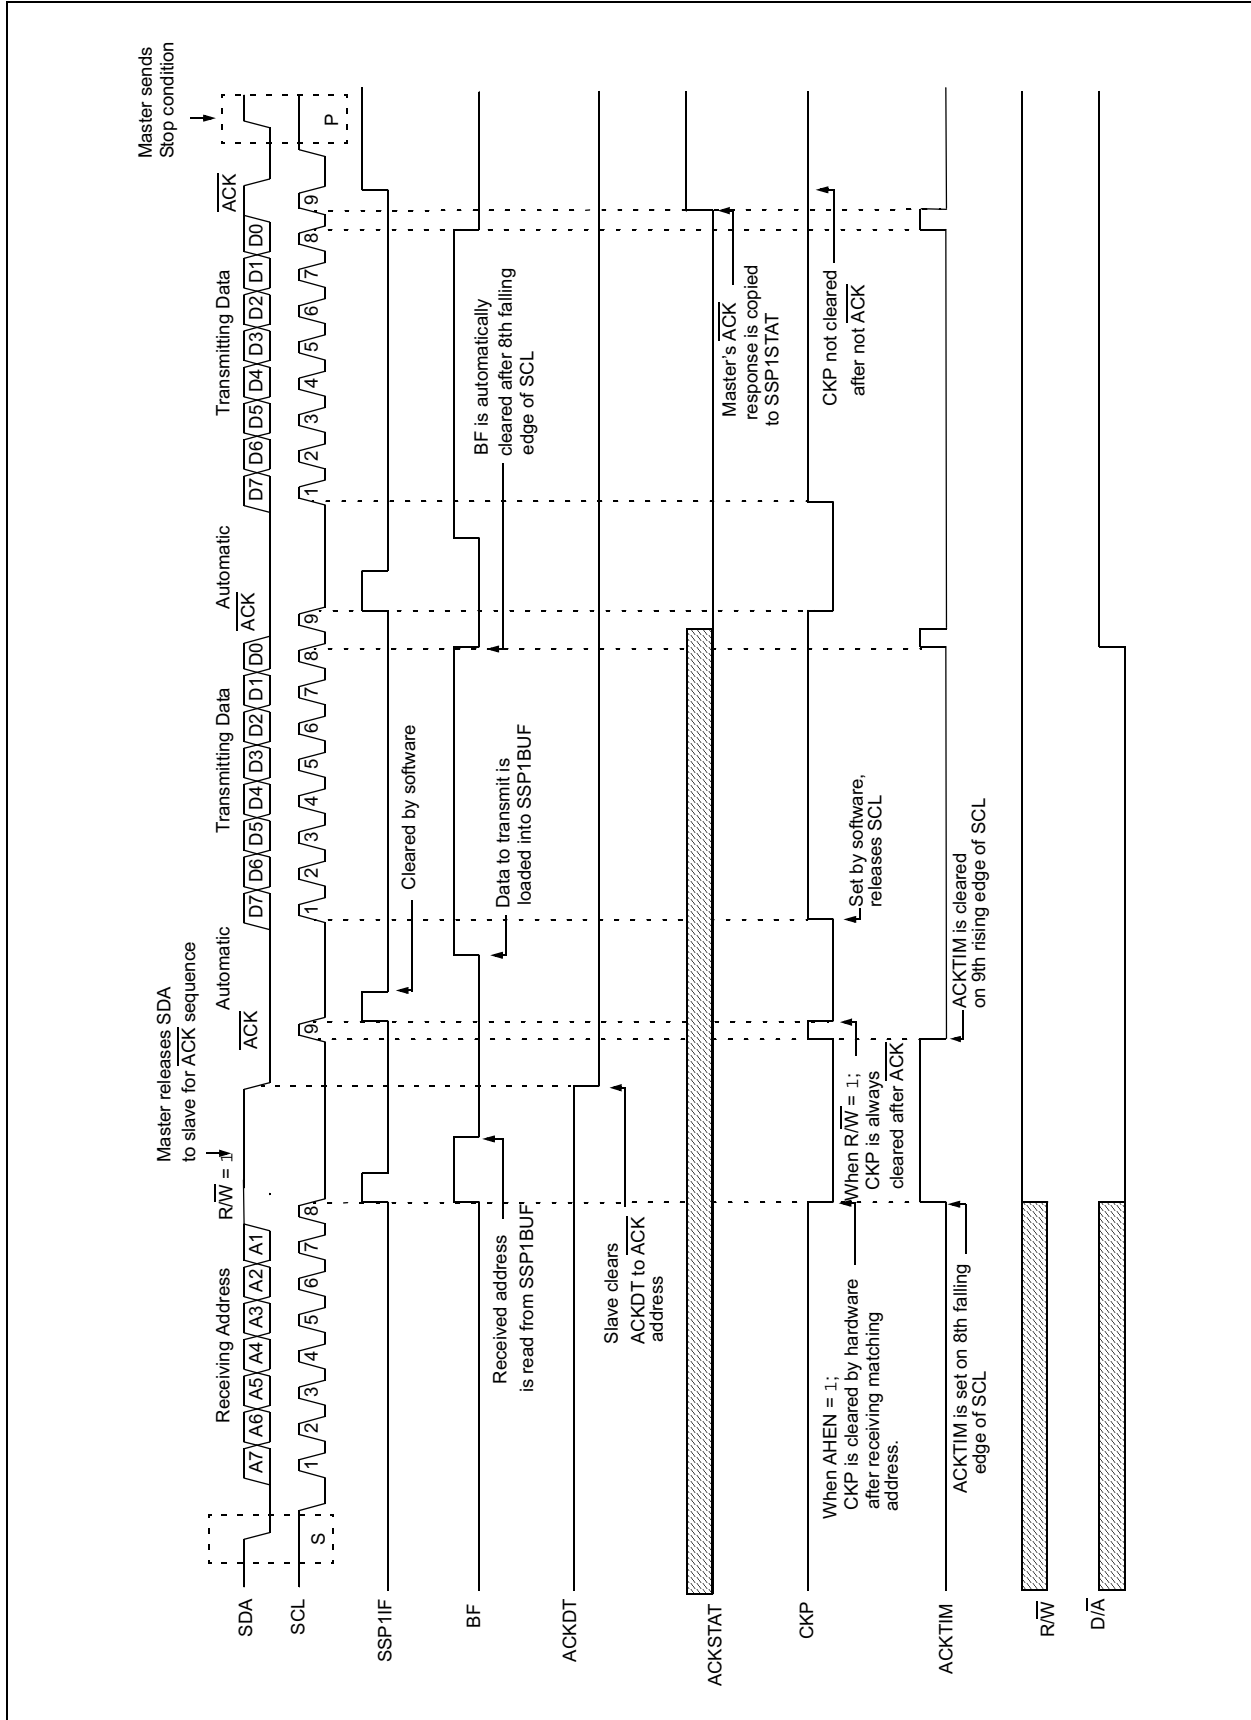 Master releases SDA
to slave for ACK sequence
Master sends
Stop condition
Receiving Address
R/W = 1
ACK
Automatic
Transmitting Data
ACK
Automatic
Transmitting Data
ACK
SDA
A7 A6 A5 A4 A3 A2 A1
D7 D6 D5 D4 D3 D2 D1 D0
D7 D6 D5 D4 D3 D2 D1 D0
SCL
1 2 3 4 5 6 7 8 9
1 2 3 4 5 6 7 8 9
1 2 3 4 5 6 7 8 9
S
P
SSP1IF
Cleared by software
BF
Received address
is read from SSP1BUF
Data to transmit is
loaded into SSP1BUF
BF is automatically
cleared after 8th falling
edge of SCL
ACKDT
Slave clears
ACKDT to ACK
address
ACKSTAT
Master's ACK
response is copied
to SSP1STAT
CKP
When AHEN = 1;
CKP is cleared by hardware
after receiving matching
address.
When R/W = 1;
CKP is always
cleared after ACK
Set by software,
releases SCL
CKP not cleared
after not ACK
ACKTIM
ACKTIM is set on 8th falling
edge of SCL
ACKTIM is cleared
on 9th rising edge of SCL
R/W
D/A